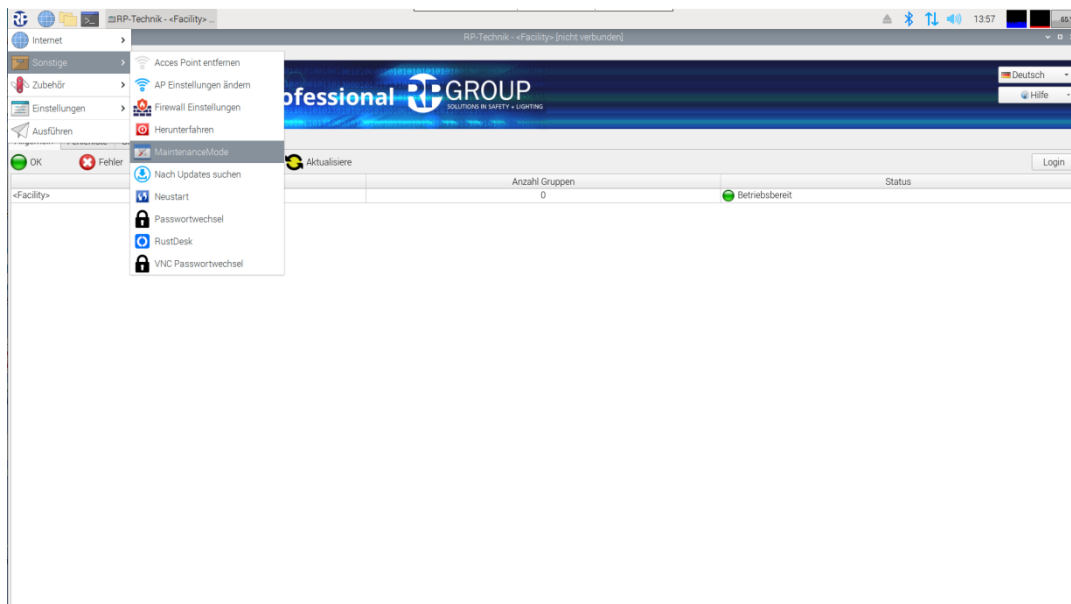 RP-Technik - <Facility> ...
13:57
RP-Technik - <Facility> [nicht verbunden]
Internet
Sonstige
Zubehör
Einstellungen
Ausführen
Acces Point entfernen
AP Einstellungen ändern
Firewall Einstellungen
Herunterfahren
MaintenanceMode
Nach Updates suchen
Neustart
Passwortwechsel
RustDesk
VNC Passwortwechsel
ofessional RP GROUP
SOLUTIONS IN SAFETY + LIGHTING
Deutsch
Hilfe
OK
Fehler
Aktualisiere
Login
Anzahl Gruppen
Status
<Facility>
0
Betriebsbereit